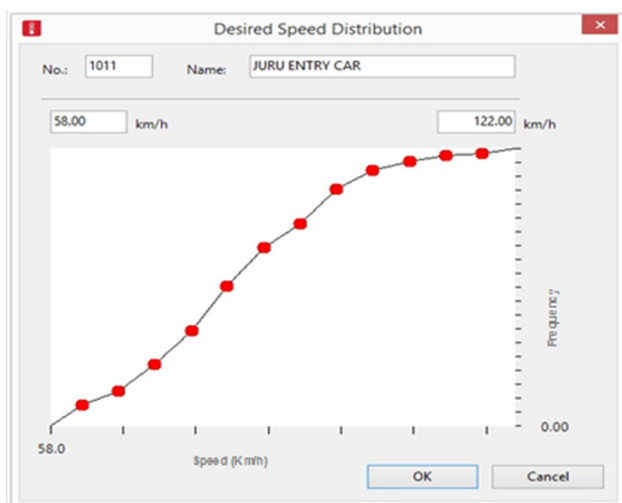 Desired Speed Distribution
No.: 1011 Name: JURU ENTRY CAR
58.00 km/h 122.00 km/h
Frequency
0.00
58.0
Speed (Km/h)
OK Cancel